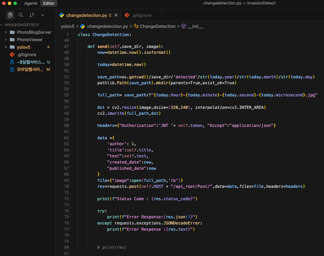 Agents Editor
changedetection.py — InvasionDetect
changedetection.py 2
.gitignore
PhotoBlogServer
PhotoViewer
yolov5
yolov5 > changedetection.py > ChangeDetection > __init__
class ChangeDetection:
def send(self,save_dir, image):
now=datetime.now().isoformat()
today=datetime.now()
save_path=os.getcwd()/save_dir/'detected'/str(today.year)/str(today.month)/str(today.day)
pathlib.Path(save_path).mkdir(parents=True,exist_ok=True)
full_path= save_path/f"{today.hour}-{today.minute}-{today.second}-{today.microsecond}.jpg"
dst = cv2.resize(image,dsize=(320,240), interpolation=cv2.INTER_AREA)
cv2.imwrite(full_path,dst)
headers={"Authorization":'JWT '+ self.token, "Accept":"application/json"}
data ={
'author': 1,
"title":self.title,
"text":self.text,
"created_date":now,
"published_date":now
}
file={"image":open(full_path,'rb')}
res=requests.post(self.HOST + "/api_root/Post/",data=data,files=file,headers=headers)
print(f"Status Code : {res.status_code}")
try:
print(f"Error Response:{res.json()}")
except requests.exceptions.JSONDecodeError:
print(f"Error Response :{res.text}")
# print(res)